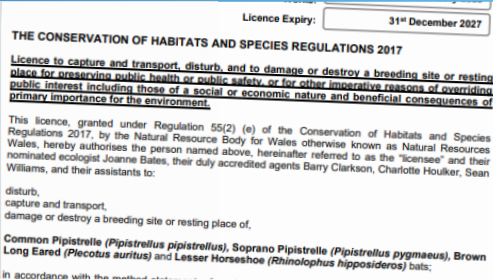 Licence Expiry: 31st December 2027
THE CONSERVATION OF HABITATS AND SPECIES REGULATIONS 2017
Licence to capture and transport, disturb, and to damage or destroy a breeding site or resting
place for preserving public health or public safety, or for other imperative reasons of overriding
public interest including those of a social or economic nature and beneficial consequences of
primary importance for the environment.
This licence, granted under Regulation 55(2) (e) of the Conservation of Habitats and Species
Regulations 2017, by the Natural Resource Body for Wales otherwise known as Natural Resources
Wales, hereby authorises the person named above, hereinafter referred to as the "licensee" and their
nominated ecologist Joanne Bates, their duly accredited agents Barry Clarkson, Charlotte Houlker, Sean
Williams, and their assistants to:
disturb,
capture and transport,
damage or destroy a breeding site or resting place of,
Common Pipistrelle (Pipistrellus pipistrellus), Soprano Pipistrelle (Pipistrellus pygmaeus), Brown
Long Eared (Plecotus auritus) and Lesser Horseshoe (Rhinolophus hipposideros) bats;
in accordance with the method